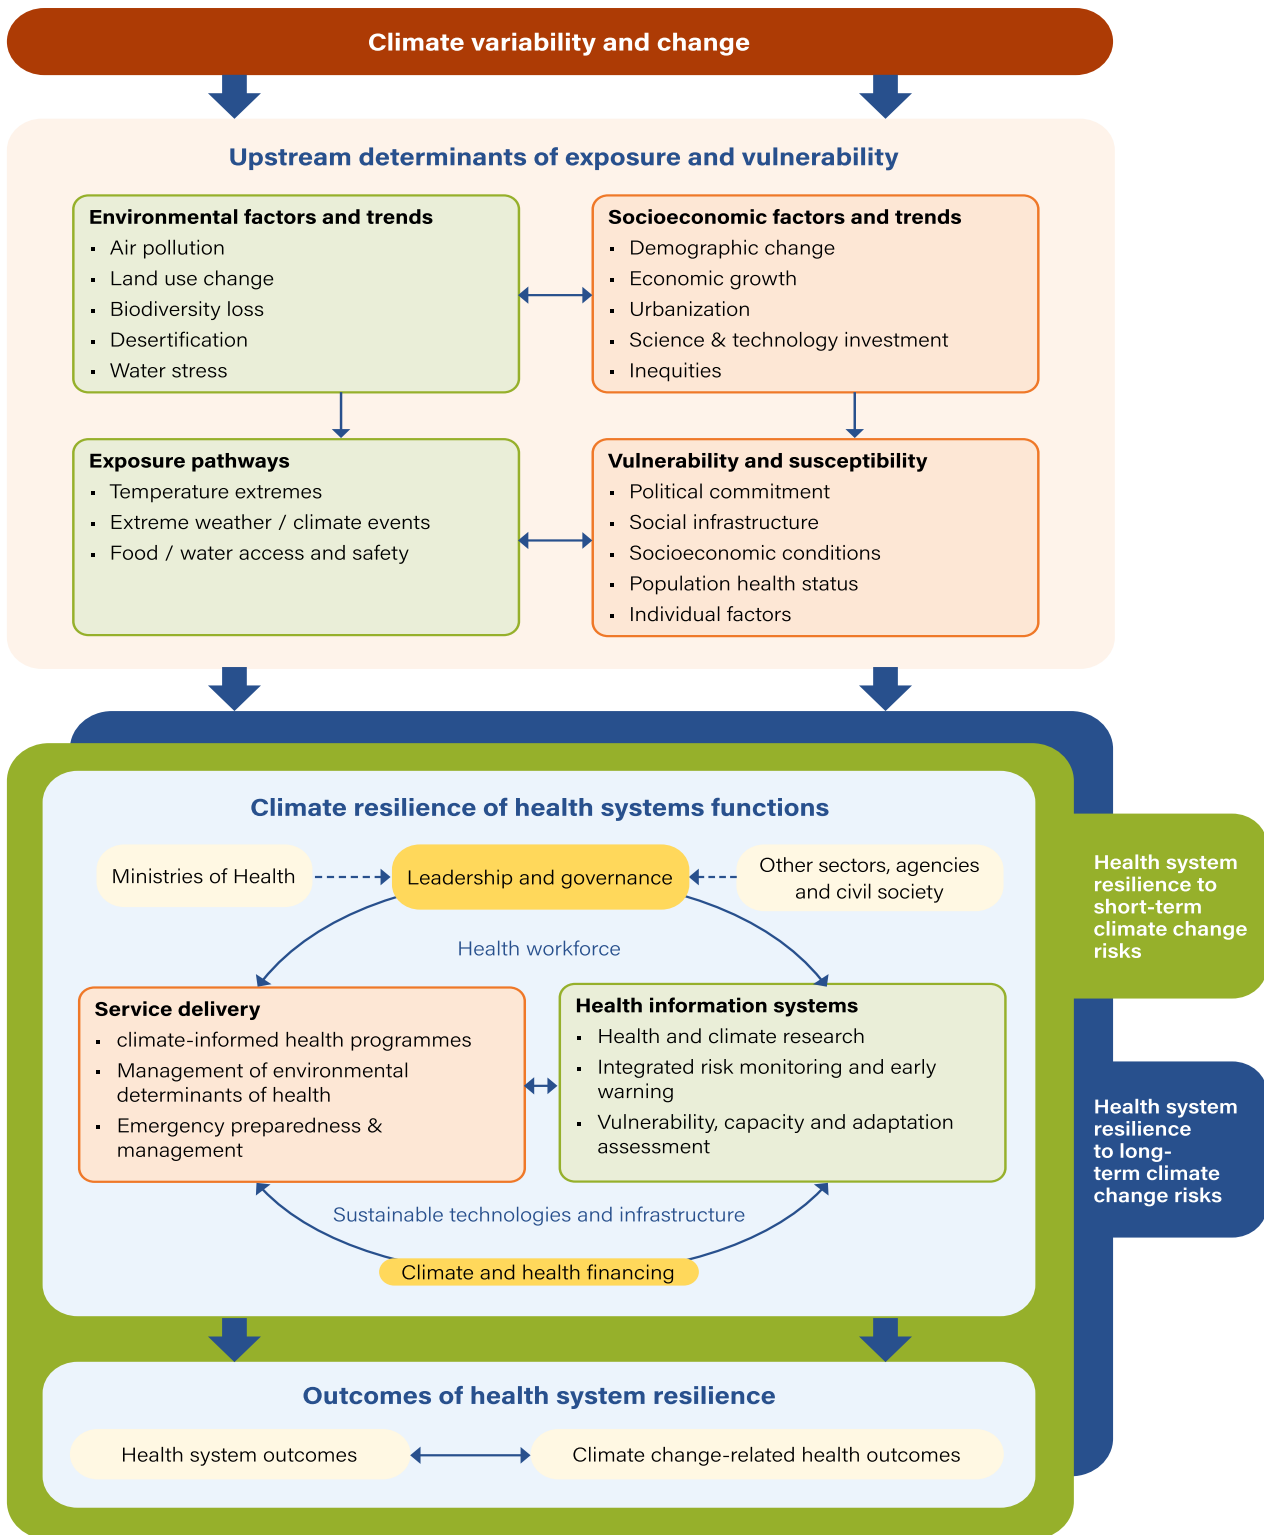 Climate variability and change
Upstream determinants of exposure and vulnerability
Environmental factors and trends
▪ Air pollution
▪ Land use change
▪ Biodiversity loss
▪ Desertification
▪ Water stress
Socioeconomic factors and trends
▪ Demographic change
▪ Economic growth
▪ Urbanization
▪ Science & technology investment
▪ Inequities
Exposure pathways
▪ Temperature extremes
▪ Extreme weather / climate events
▪ Food / water access and safety
Vulnerability and susceptibility
▪ Political commitment
▪ Social infrastructure
▪ Socioeconomic conditions
▪ Population health status
▪ Individual factors
Climate resilience of health systems functions
Ministries of Health
Leadership and governance
Other sectors, agencies
and civil society
Health workforce
Service delivery
▪ climate-informed health programmes
▪ Management of environmental
determinants of health
▪ Emergency preparedness &
management
Health information systems
▪ Health and climate research
▪ Integrated risk monitoring and early
warning
▪ Vulnerability, capacity and adaptation
assessment
Sustainable technologies and infrastructure
Climate and health financing
Health system
resilience to
short-term
climate change
risks
Health system
resilience
to long-
term climate
change risks
Outcomes of health system resilience
Health system outcomes
Climate change-related health outcomes